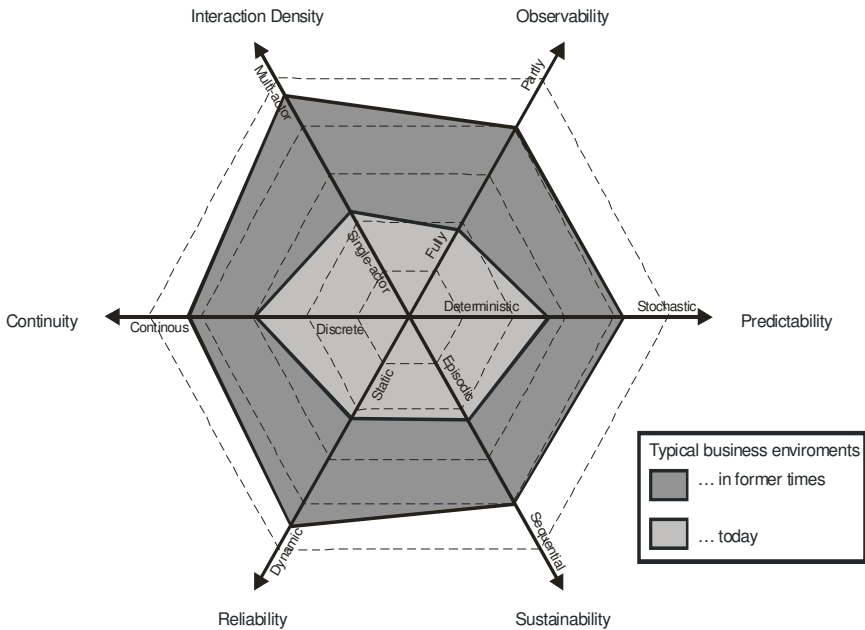 Interaction Density
Observability
Multi-actor
Partly
Single-actor
Fully
Continuity
Continous
Discrete
Deterministic
Stochastic
Predictability
Static
Episodic
Dynamic
Sequential
Reliability
Sustainability
Typical business enviroments
... in former times
... today